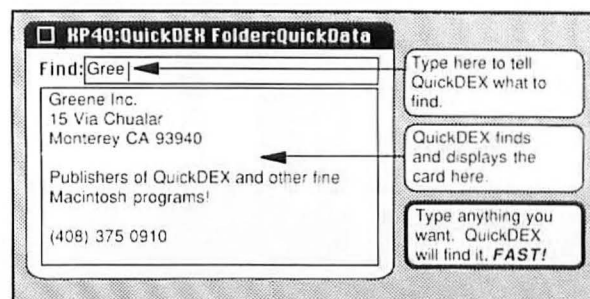 XP40:QuickDEX Folder:QuickData
Find: Gree
Greene Inc.
15 Via Chualar
Monterey CA 93940
Publishers of QuickDEX and other fine
Macintosh programs!
(408) 375 0910
Type here to tell
QuickDEX what to
find.
QuickDEX finds
and displays the
card here.
Type anything you
want. QuickDEX
will find it, FAST!